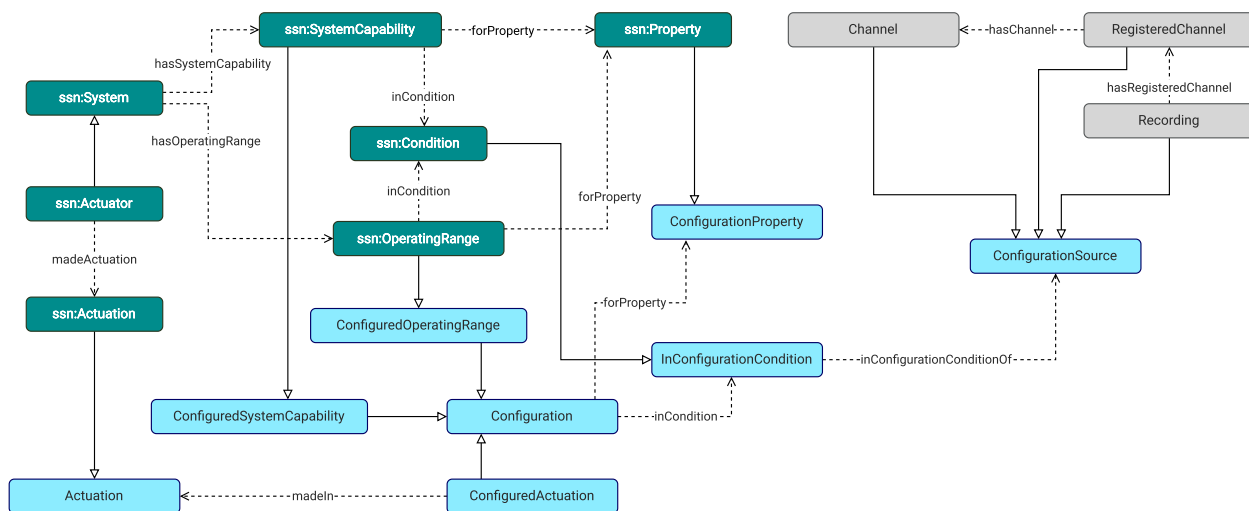 ssn:SystemCapability
forProperty
ssn:Property
Channel
hasChannel
RegisteredChannel
hasSystemCapability
hasRegisteredChannel
ssn:System
inCondition
Recording
hasOperatingRange
ssn:Condition
inCondition
forProperty
ssn:Actuator
ConfigurationProperty
ssn:OperatingRange
madeActuation
ConfigurationSource
forProperty
ssn:Actuation
ConfiguredOperatingRange
InConfigurationCondition
inConfigurationConditionOf
ConfiguredSystemCapability
Configuration
inCondition
Actuation
madeIn
ConfiguredActuation